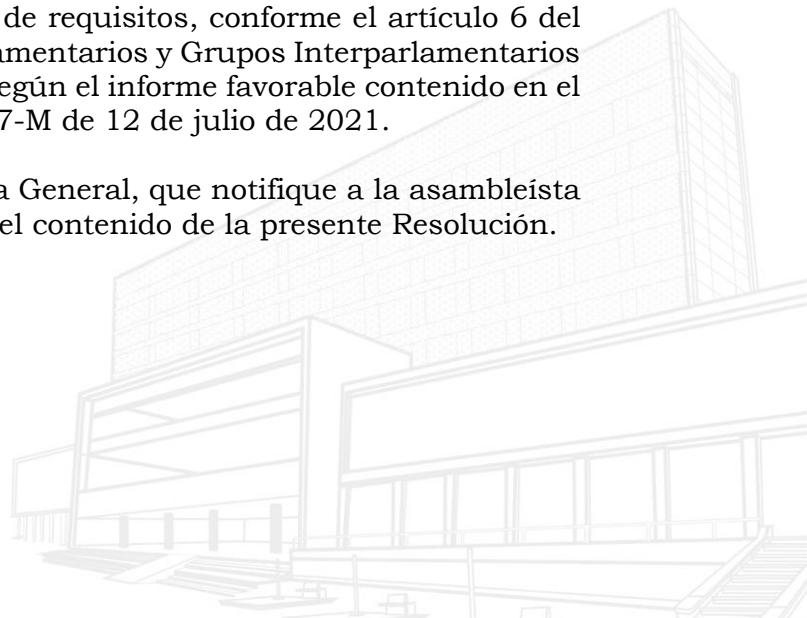 de requisitos, conforme el artículo 6 del
amentarios y Grupos Interparlamentarios
según el informe favorable contenido en el
7-M de 12 de julio de 2021.
a General, que notifique a la asambleísta
el contenido de la presente Resolución.